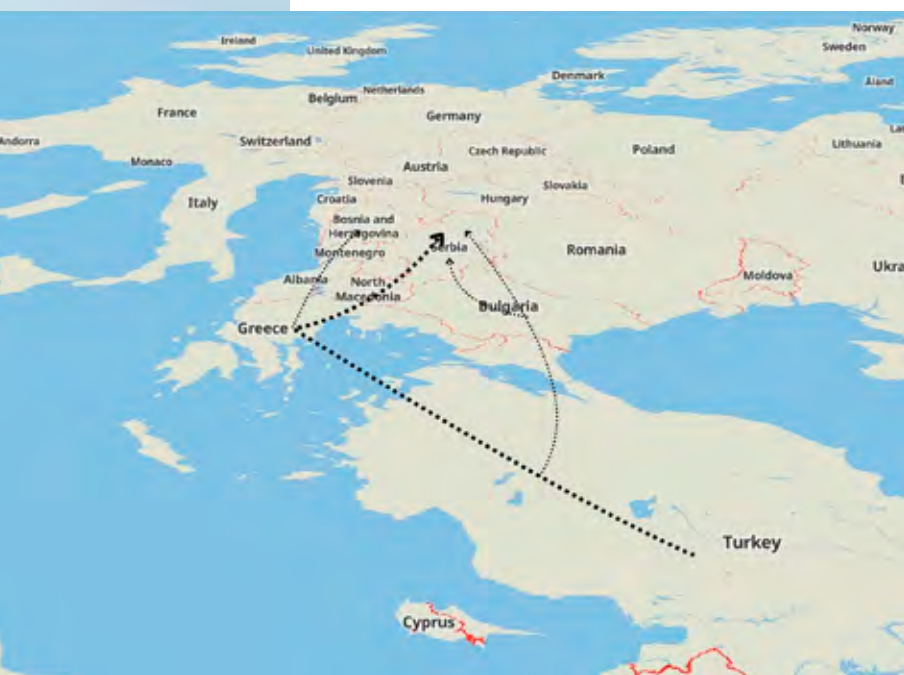 Norway
Ireland
United Kingdom
Sweden
Denmark
Åland
Belgium
Netherlands
France
Germany
Andorra
Switzerland
Czech Republic
Poland
Lithuania
Monaco
Austria
Slovenia
Slovakia
Italy
Croatia
Hungary
Bosnia and
Herzegovina
Serbia
Montenegro
Romania
Albania
North
Macedonia
Moldova
Ukra
Bulgaria
Greece
Turkey
Cyprus